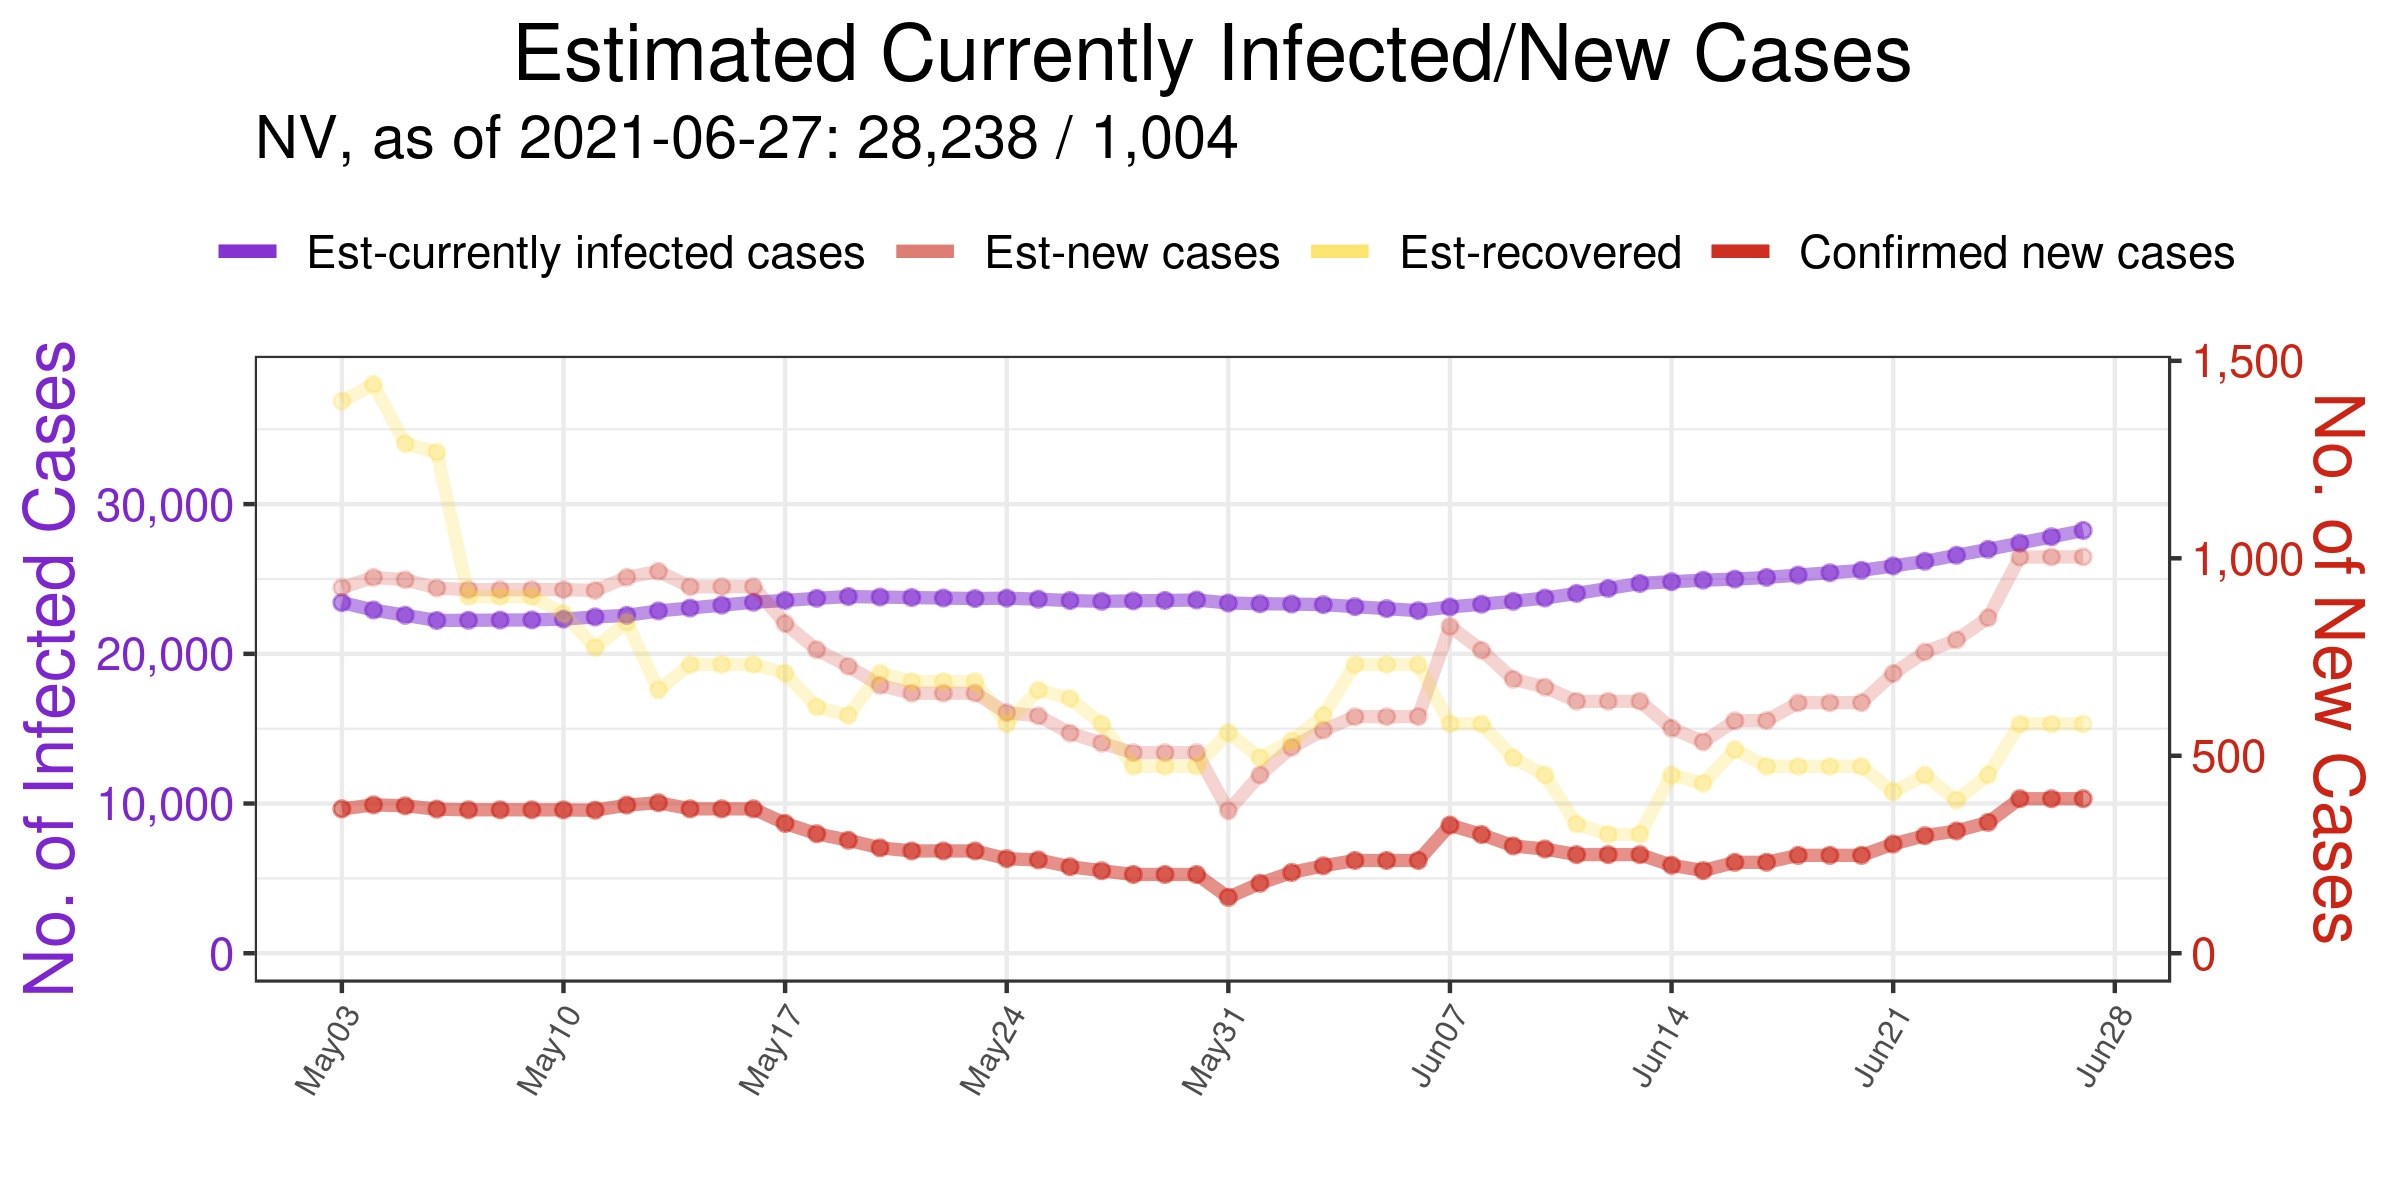 Estimated Currently Infected/New Cases
NV, as of 2021-06-27: 28,238 / 1,004
Est-currently infected cases Est-new cases Est-recovered Confirmed new cases
No. of Infected Cases
30,000
20,000
10,000
0
1,500
1,000
500
0
No. of New Cases
May03 May10 May17 May24 May31 Jun07 Jun14 Jun21 Jun28